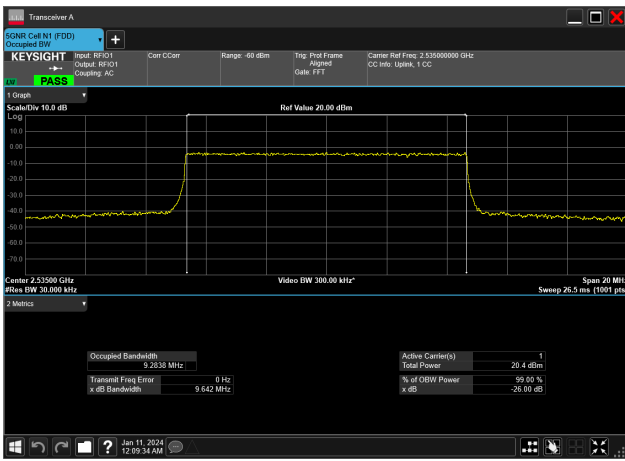 Transceiver A
5GNR Cell N1 (FDD)
Occupied BW
KEYSIGHT
LXI
PASS
Input: RFIO1
Output: RFIO1
Coupling: AC
Corr CCorr
Range: -60 dBm
Trig: Prot Frame
Aligned
Gate: FFT
Carrier Ref Freq: 2.535000000 GHz
CC Info: Uplink, 1 CC
1 Graph
Scale/Div 10.0 dB
Ref Value 20.00 dBm
Log
10.0
0.00
-10.0
-20.0
-30.0
-40.0
-50.0
-60.0
-70.0
Center 2.53500 GHz
Video BW 300.00 kHz*
Span 20 MHz
#Res BW 30.000 kHz
Sweep 26.5 ms (1001 pts
2 Metrics
Occupied Bandwidth
9.2838 MHz
Transmit Freq Error 0 Hz
x dB Bandwidth 9.642 MHz
Active Carrier(s) 1
Total Power 20.4 dBm
% of OBW Power 99.00 %
x dB -26.00 dB
Jan 11, 2024
12:09:34 AM